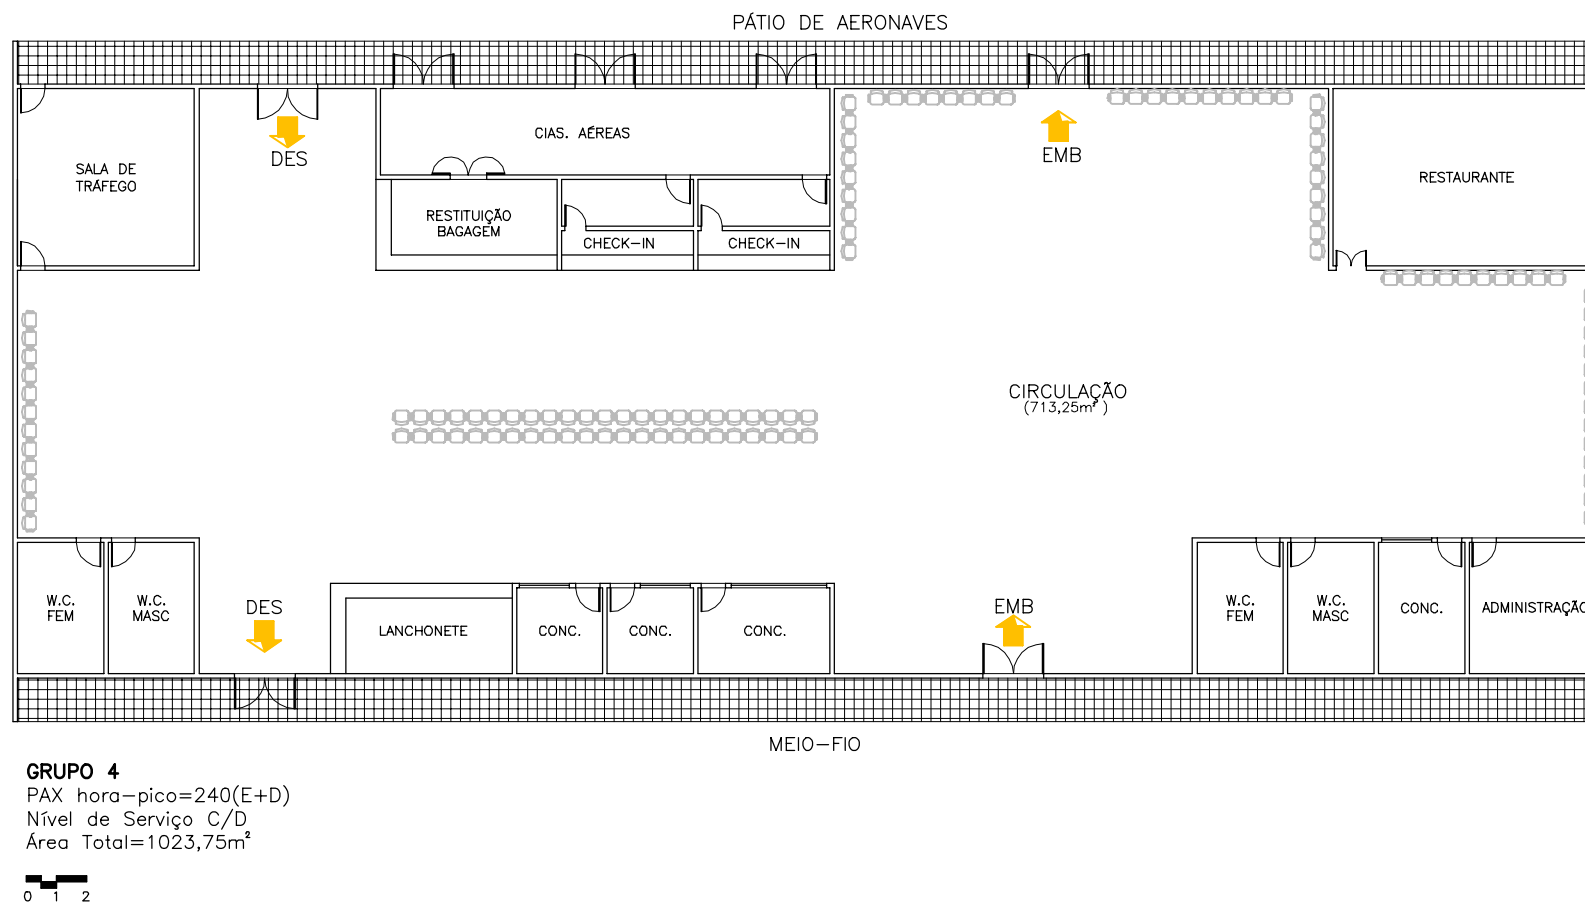 PÁTIO DE AERONAVES
DES
CIAS. AÉREAS
EMB
SALA DE
TRÁFEGO
RESTAURANTE
RESTITUIÇÃO
BAGAGEM
CHECK-IN
CHECK-IN
CIRCULAÇÃO
(713,25m²)
W.C.
FEM
W.C.
MASC
DES
LANCHONETE
CONC.
CONC.
CONC.
EMB
W.C.
FEM
W.C.
MASC
CONC.
ADMINISTRAÇÃO
MEIO-FIO
GRUPO 4
PAX hora-pico=240(E+D)
Nível de Serviço C/D
Área Total=1023,75m²
0 1 2